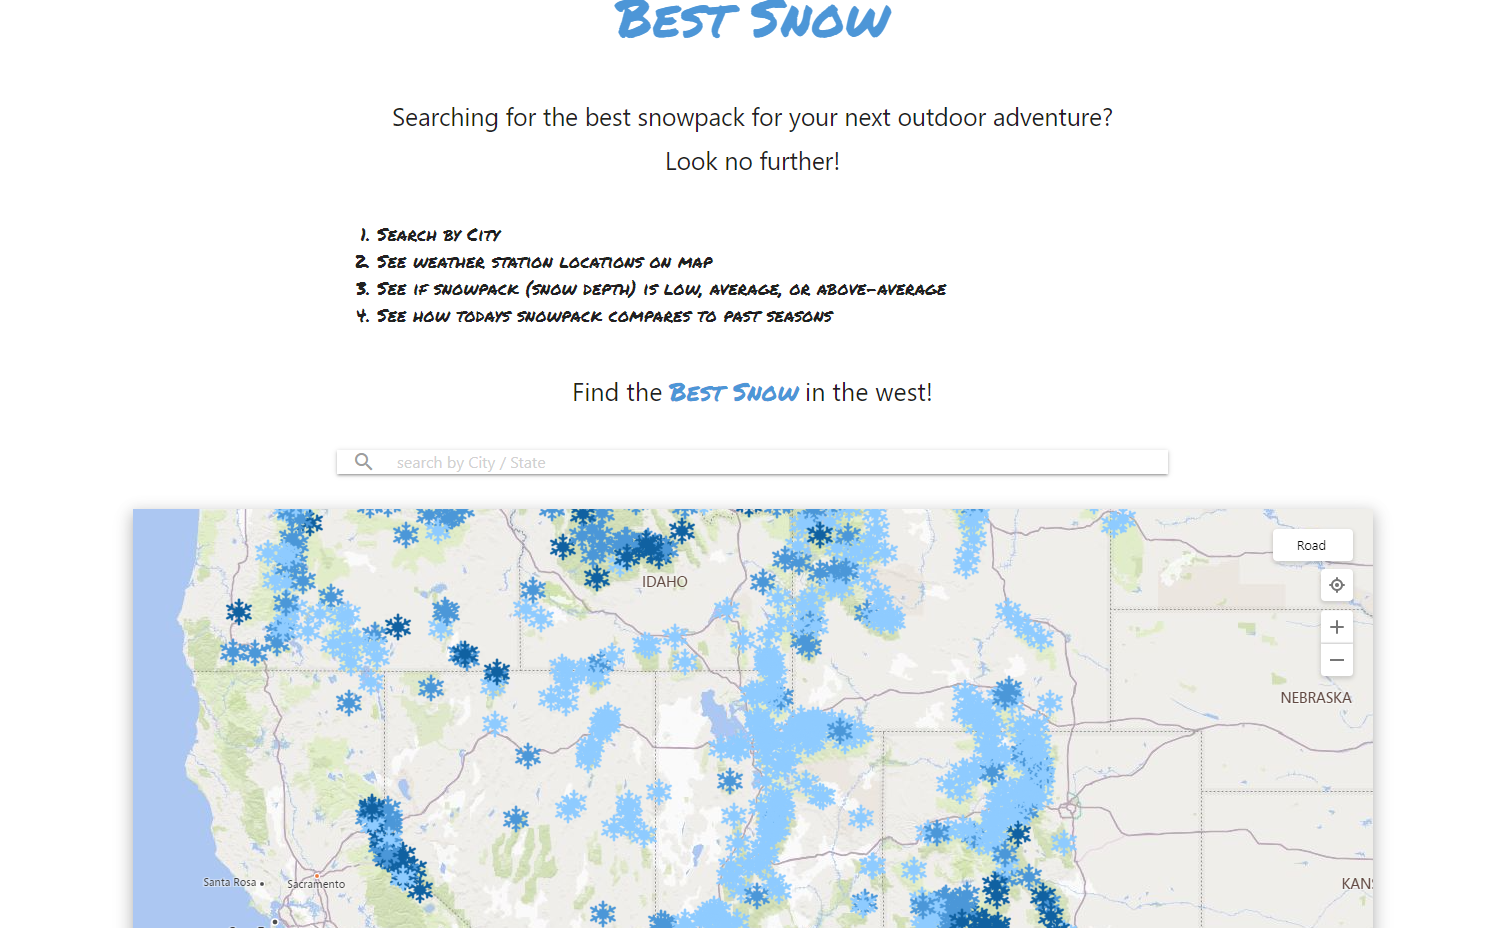 Best Snow
Searching for the best snowpack for your next outdoor adventure?
Look no further!
1. Search by City
2. See weather station locations on map
3. See if snowpack (snow depth) is low, average, or above-average
4. See how todays snowpack compares to past seasons
Find the Best Snow in the west!
search by City / State
Road
IDAHO
NEBRASKA
Santa Rosa
Sacramento
KANS